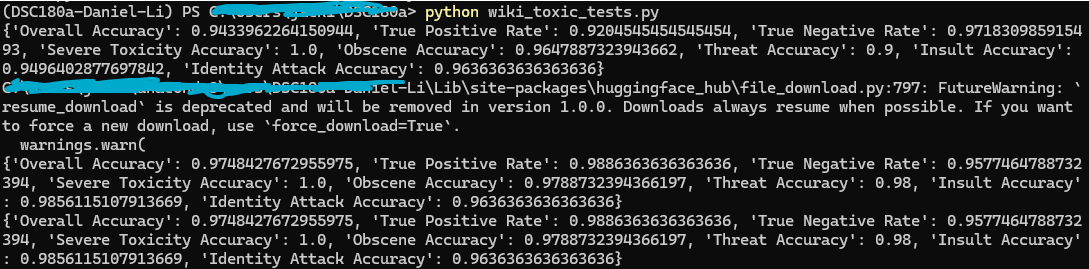 (DSC180a-Daniel-Li) PS C:\Users\ \DSC180a> python wiki_toxic_tests.py
{'Overall Accuracy': 0.9433962264150944, 'True Positive Rate': 0.9204545454545454, 'True Negative Rate': 0.9718309859154
93, 'Severe Toxicity Accuracy': 1.0, 'Obscene Accuracy': 0.9647887323943662, 'Threat Accuracy': 0.9, 'Insult Accuracy':
0.9496402877697842, 'Identity Attack Accuracy': 0.9636363636363636}
\DSC180a-Daniel-Li\Lib\site-packages\huggingface_hub\file_download.py:797: FutureWarning: `
resume_download` is deprecated and will be removed in version 1.0.0. Downloads always resume when possible. If you want
to force a new download, use `force_download=True`.
  warnings.warn(
{'Overall Accuracy': 0.9748427672955975, 'True Positive Rate': 0.9886363636363636, 'True Negative Rate': 0.9577464788732
394, 'Severe Toxicity Accuracy': 1.0, 'Obscene Accuracy': 0.9788732394366197, 'Threat Accuracy': 0.98, 'Insult Accuracy'
: 0.9856115107913669, 'Identity Attack Accuracy': 0.9636363636363636}
{'Overall Accuracy': 0.9748427672955975, 'True Positive Rate': 0.9886363636363636, 'True Negative Rate': 0.9577464788732
394, 'Severe Toxicity Accuracy': 1.0, 'Obscene Accuracy': 0.9788732394366197, 'Threat Accuracy': 0.98, 'Insult Accuracy'
: 0.9856115107913669, 'Identity Attack Accuracy': 0.9636363636363636}